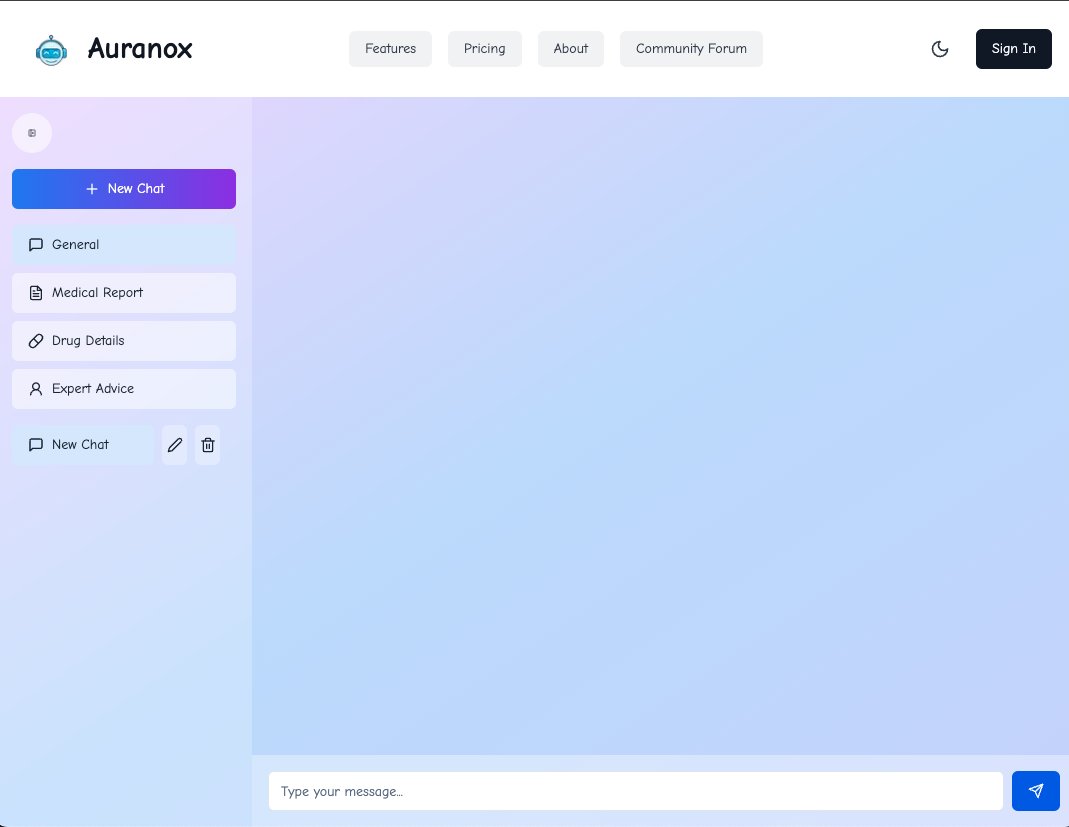 Auranox
Features
Pricing
About
Community Forum
Sign In
New Chat
General
Medical Report
Drug Details
Expert Advice
New Chat
Type your message...